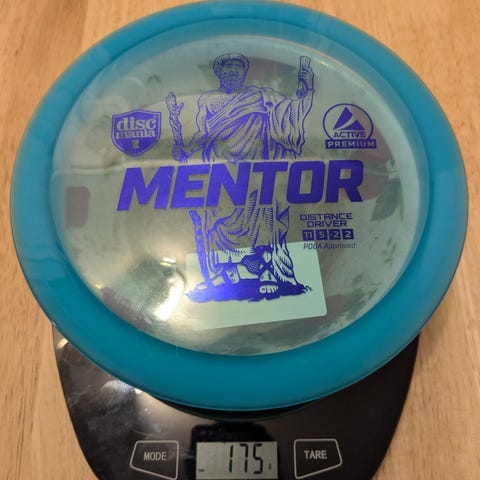 disc
mania
ACTIVE
PREMIUM
MENTOR
DISTANCE
DRIVER
11 5 -2 2
PDGA Approved
MODE
175
TARE